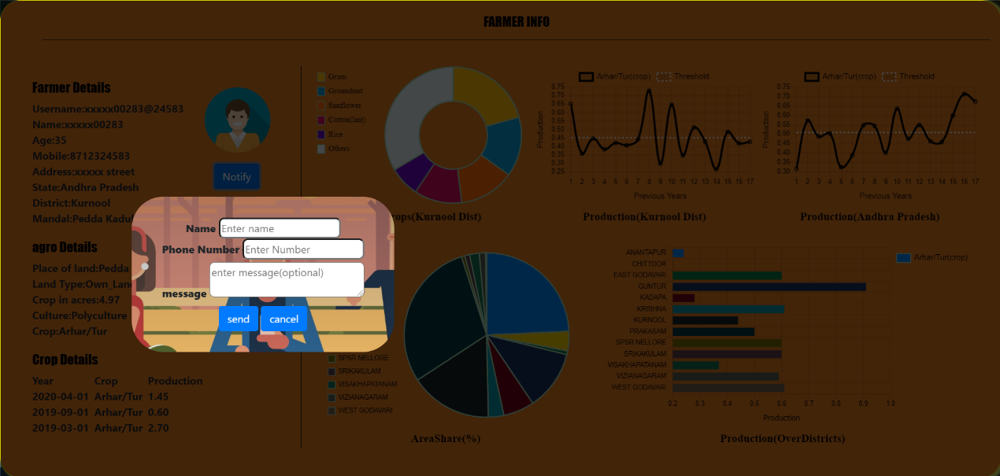 FARMER INFO
Farmer Details
Username:xxxxx00283@24583
Name:xxxxx00283
Age:35
Mobile:8712324583
Address:xxxxx street
State:Andhra Pradesh
District:Kurnool
Mandal:Pedda Kadub
Notify
agro Details
Place of land:Pedda
Land Type:Own_Land
Crop in acres:4.97
Culture:Polyculture
Crop:Arhar/Tur
Crop Details
Year Crop Production
2020-04-01 Arhar/Tur 1.45
2019-09-01 Arhar/Tur 0.60
2019-03-01 Arhar/Tur 2.70
Name Enter name
Phone Number Enter Number
message enter message(optional)
send cancel
Gram
Groundnut
Sunflower
Cotton(lint)
Rice
Others
rops(Kurnool Dist)
Arhar/Tur(crop) Threshold
Production
0.75
0.70
0.65
0.60
0.55
0.50
0.45
0.40
0.35
0.30
0.25
1 2 3 4 5 6 7 8 9 10 11 12 13 14 15 16 17
Previous Years
Production(Kurnool Dist)
Arhar/Tur(crop) Threshold
Production
0.75
0.70
0.65
0.60
0.55
0.50
0.45
0.40
0.35
0.30
1 2 3 4 5 6 7 8 9 10 11 12 13 14 15 16 17
Previous Years
Production(Andhra Pradesh)
SPSR NELLORE
SRIKAKULAM
VISAKHAPATANAM
VIZIANAGARAM
WEST GODAVARI
AreaShare(%)
Arhar/Tur(crop)
ANANTAPUR
CHITTOOR
EAST GODAVARI
GUNTUR
KADAPA
KRISHNA
KURNOOL
PRAKASAM
SPSR NELLORE
SRIKAKULAM
VISAKHAPATANAM
VIZIANAGARAM
WEST GODAVARI
0.2 0.3 0.4 0.5 0.6 0.7 0.8 0.9 1.0
Production
Production(OverDistricts)